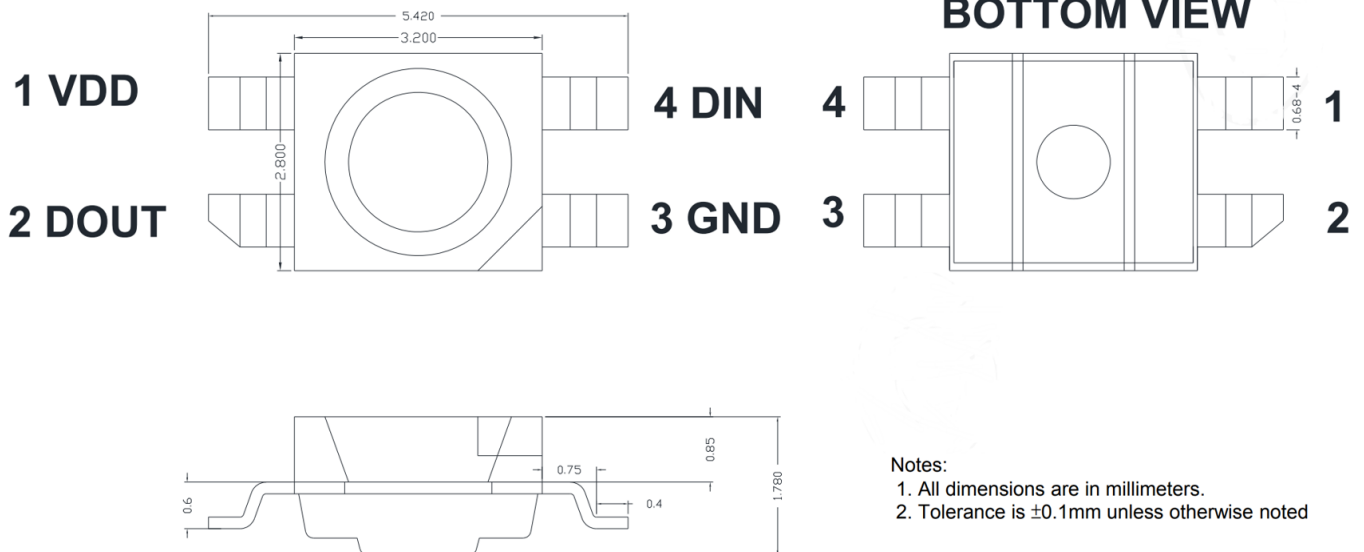 5.420
3.200
BOTTOM VIEW
1 VDD
2.800
4 DIN
4
0.68-4
1
2 DOUT
3 GND
3
2
0.6
0.75
0.4
0.85
1.780
Notes:
1. All dimensions are in millimeters.
2. Tolerance is ±0.1mm unless otherwise noted